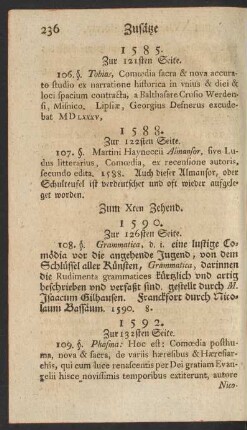 236 Zusätze
1585.
Zur 121sten Seite.
106. §. Tobias, Comœdia sacra & nova accura-
to studio ex narratione historica in vnius & diei &
loci spacium contracta, a Balthasare Crusio Werden-
si, Misnico. Lipsiæ, Georgius Defnerus excude-
bat MDLXXXV,
1588.
Zur 122sten Seite.
107. §. Martini Hayneccii Almansor, sive Lu-
dus litterarius, Comœdia, ex recensione autoris,
secundo edita. 1588. Auch dieser Almansor, oder
Schulteufel ist verdeutschet und oft wieder aufgele-
get worden.
Zum Xten Zehend.
1590.
Zur 126sten Seite.
108. §. Grammatica, d. i. eine lustige Co-
mödia vor die angehende Jugend, von dem
Schlüssel aller Künsten, Grammatica, darinnen
die Rudimenta grammatices kürzlich und artig
beschrieben und verfaßt sind. gestellt durch M.
Isaacum Gilhausen. Franckfort durch Nico-
laum Bassäum. 1590. 8.
1592.
Zur 132sten Seite.
109. §. Phasma: Hoc est: Comœdia posthu-
ma, nova & sacra, de variis hæresibus & Hæresiar-
chis, qui cum luce renascentis per Dei gratiam Evan-
gelii hisce novissimis temporibus extiterunt, autore
Nico-